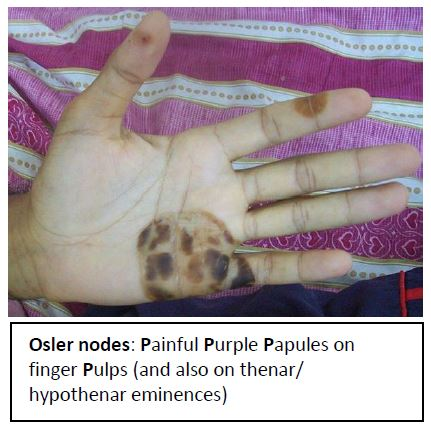 Osler nodes: Painful Purple Papules on
finger Pulps (and also on thenar/
hypothenar eminences)